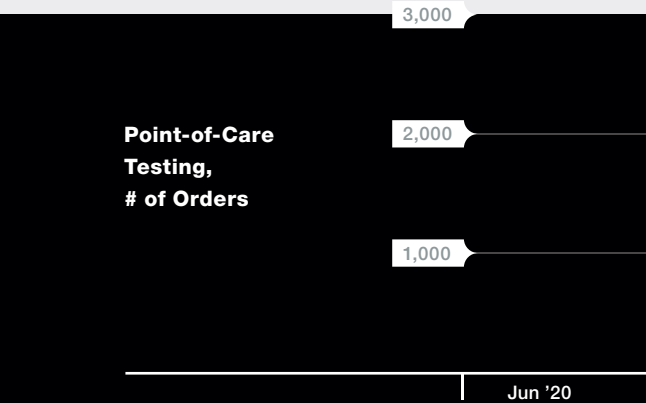 3,000
Point-of-Care
2,000
Testing,
# of Orders
1,000
Jun ’20